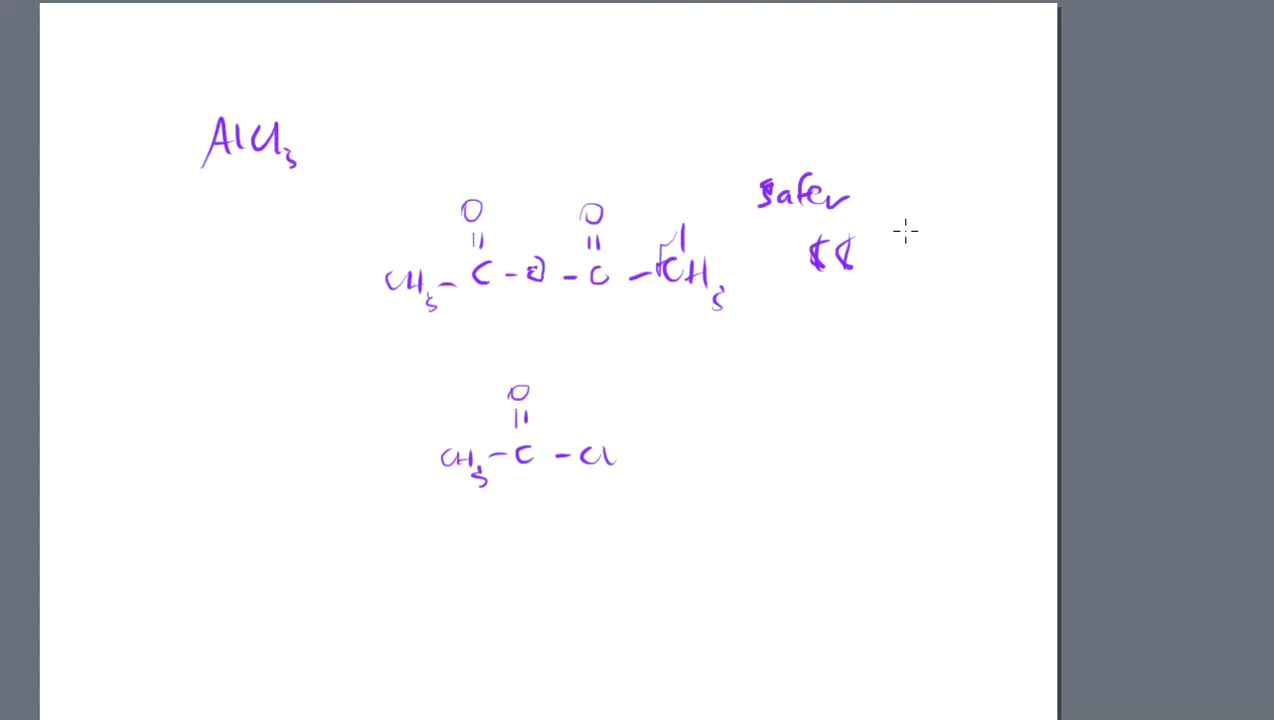 AlCl3
safer
O O
CH3 - C - O - C - CH3
O
CH3 - C - Cl